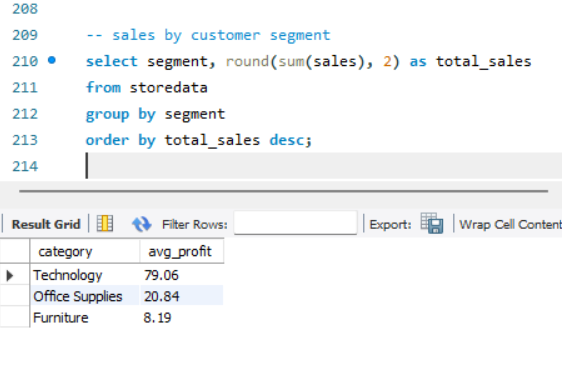 208
209 -- sales by customer segment
210 select segment, round(sum(sales), 2) as total_sales
211 from storedata
212 group by segment
213 order by total_sales desc;
214
Result Grid Filter Rows: Export: Wrap Cell Content
category avg_profit
Technology 79.06
Office Supplies 20.84
Furniture 8.19